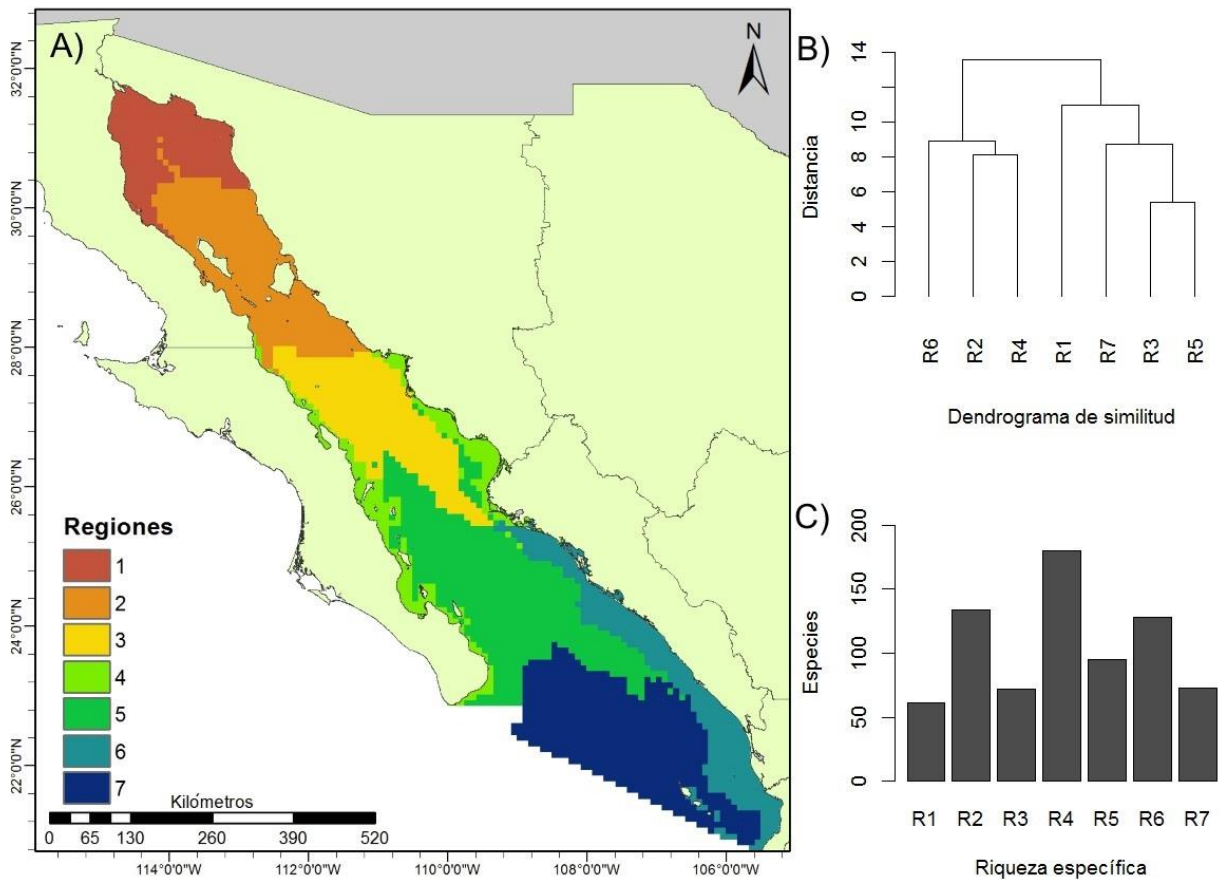 A)
N
32°0'0"N
30°0'0"N
28°0'0"N
26°0'0"N
24°0'0"N
22°0'0"N
Regiones
1
2
3
4
5
6
7
Kilómetros
0 65 130 260 390 520
114°0'0"W 112°0'0"W 110°0'0"W 108°0'0"W 106°0'0"W
B)
Distancia
14
12
10
8
6
4
2
0
R6 R2 R4 R1 R7 R3 R5
Dendrograma de similitud
C)
Especies
200
150
100
50
0
R1 R2 R3 R4 R5 R6 R7
Riqueza específica